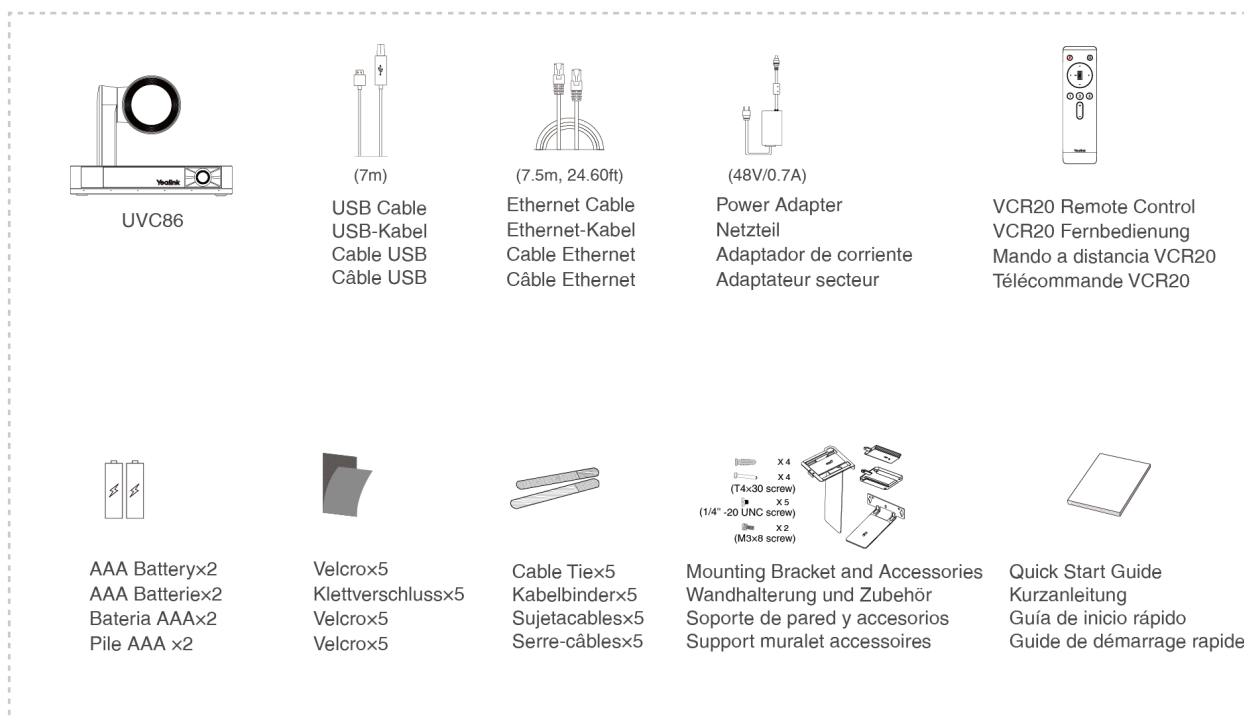 Yealink
UVC86
(7m)
USB Cable
USB-Kabel
Cable USB
Câble USB
(7.5m, 24.60ft)
Ethernet Cable
Ethernet-Kabel
Cable Ethernet
Câble Ethernet
(48V/0.7A)
Power Adapter
Netzteil
Adaptador de corriente
Adaptateur secteur
Yealink
VCR20 Remote Control
VCR20 Fernbedienung
Mando a distancia VCR20
Télécommande VCR20
AAA Battery×2
AAA Batterie×2
Bateria AAA×2
Pile AAA ×2
Velcro×5
Klettverschluss×5
Velcro×5
Velcro×5
Cable Tie×5
Kabelbinder×5
Sujetacables×5
Serre-câbles×5
X 4
X 4
(T4×30 screw)
X 5
(1/4" -20 UNC screw)
X 2
(M3×8 screw)
Mounting Bracket and Accessories
Wandhalterung und Zubehör
Soporte de pared y accesorios
Support muralet accessoires
Quick Start Guide
Kurzanleitung
Guía de inicio rápido
Guide de démarrage rapide